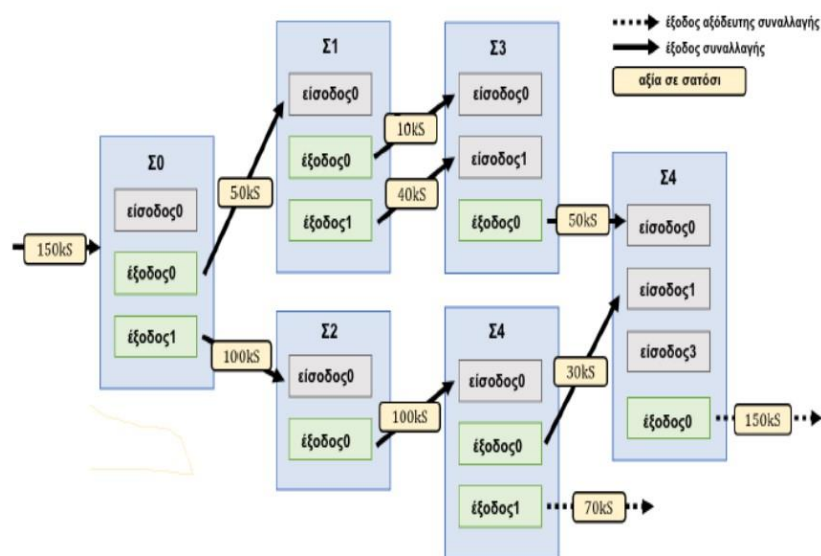 έξοδος αξόδευτης συναλλαγής
έξοδος συναλλαγής
αξία σε σατόσι
150kS
Σ0
είσοδος0
έξοδος0
έξοδος1
50kS
100kS
Σ1
είσοδος0
έξοδος0
έξοδος1
10kS
40kS
Σ3
είσοδος0
είσοδος1
έξοδος0
50kS
Σ2
είσοδος0
έξοδος0
100kS
Σ4
είσοδος0
έξοδος0
έξοδος1
30kS
70kS
Σ4
είσοδος0
είσοδος1
είσοδος3
έξοδος0
150kS